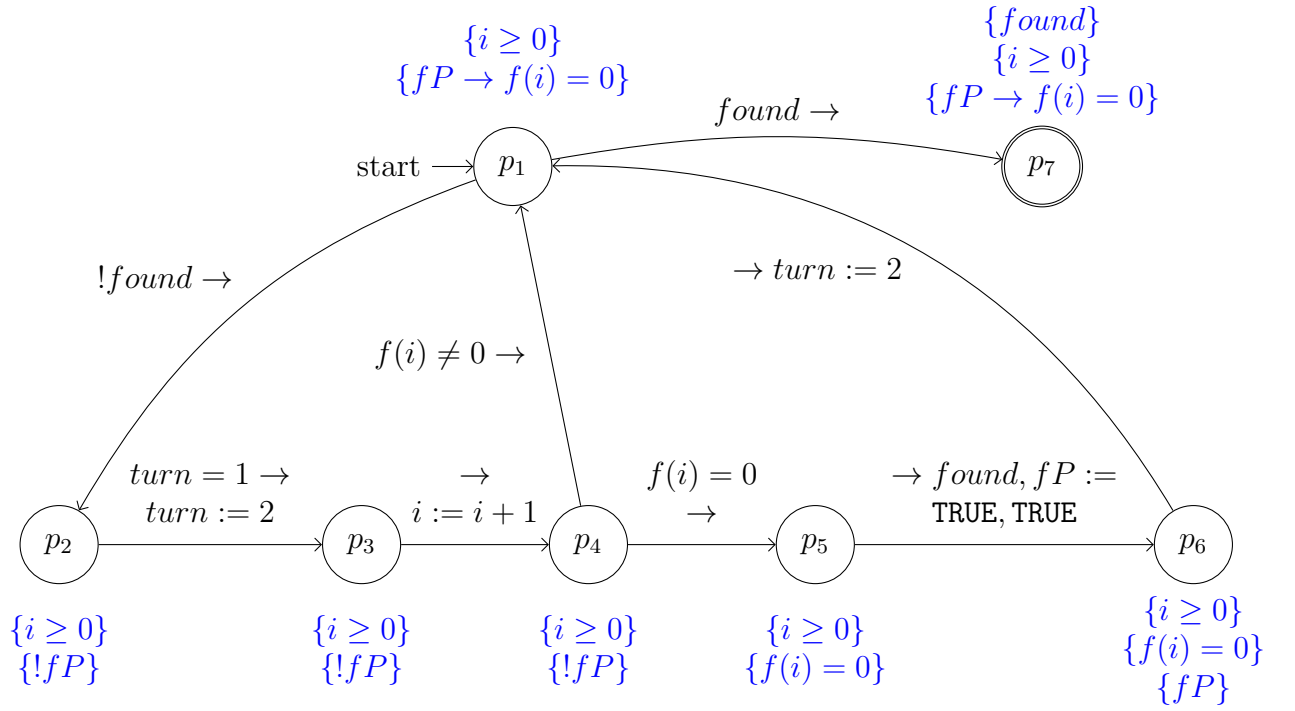 {found}
{i ≥ 0}
{i ≥ 0}
{fP → f(i) = 0}
{fP → f(i) = 0}
found →
start
p₁
p₇
!found →
→ turn := 2
f(i) ≠ 0 →
turn = 1 →
turn := 2
→
i := i + 1
f(i) = 0
→
→ found, fP :=
TRUE, TRUE
p₂
p₃
p₄
p₅
p₆
{i ≥ 0}
{!fP}
{i ≥ 0}
{!fP}
{i ≥ 0}
{!fP}
{i ≥ 0}
{f(i) = 0}
{i ≥ 0}
{f(i) = 0}
{fP}